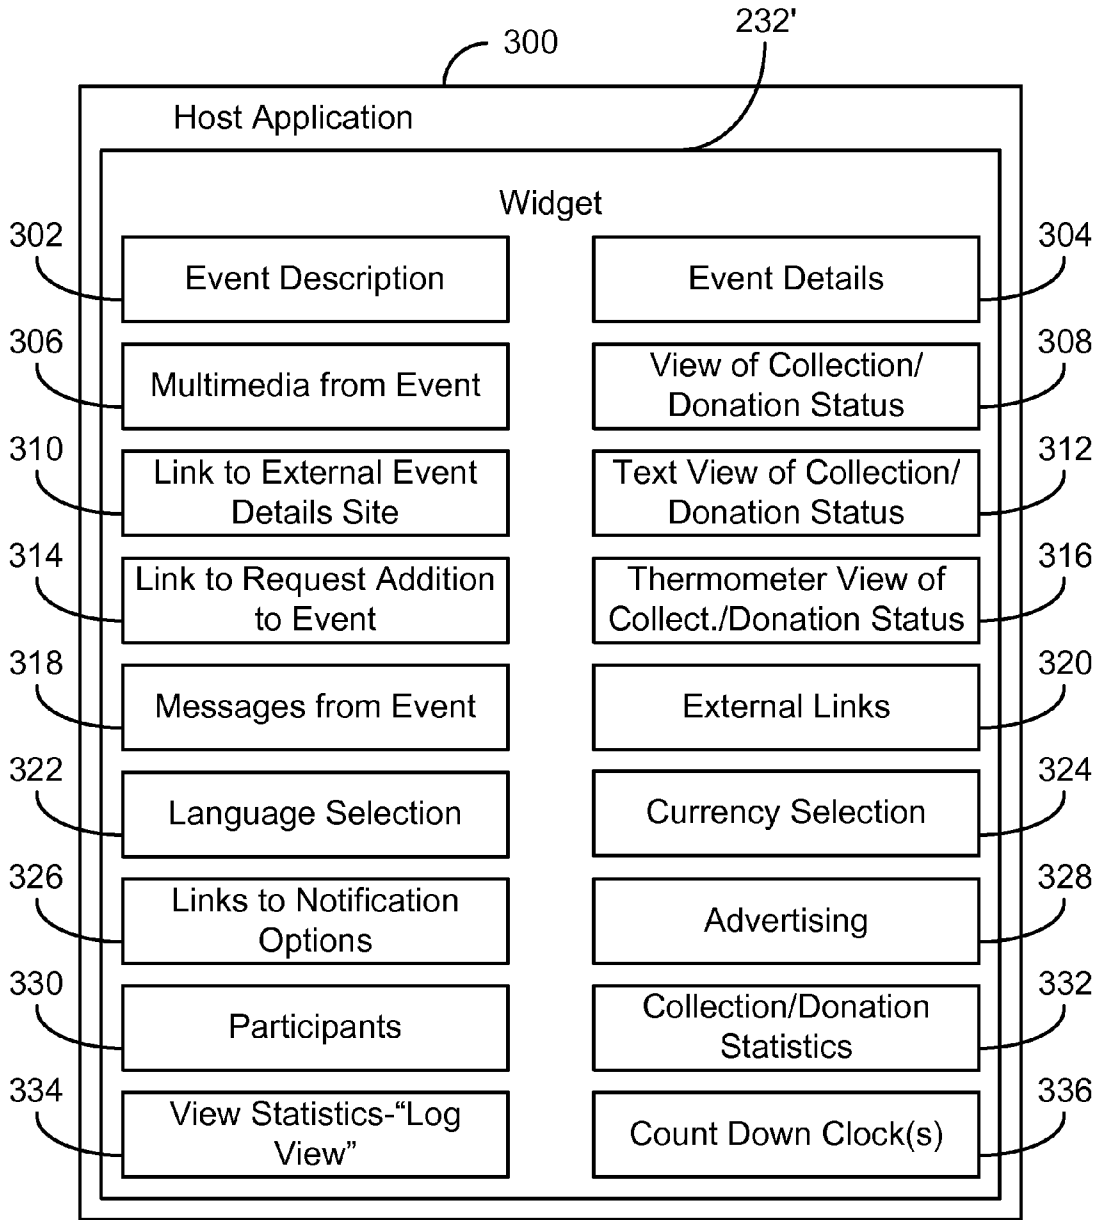 232'
300
Host Application
Widget
302
304
Event Description
Event Details
306
308
Multimedia from Event
View of Collection/
Donation Status
310
312
Link to External Event
Details Site
Text View of Collection/
Donation Status
314
316
Link to Request Addition
to Event
Thermometer View of
Collect./Donation Status
318
320
Messages from Event
External Links
322
324
Language Selection
Currency Selection
326
328
Links to Notification
Options
Advertising
330
332
Participants
Collection/Donation
Statistics
334
336
View Statistics-“Log
View”
Count Down Clock(s)